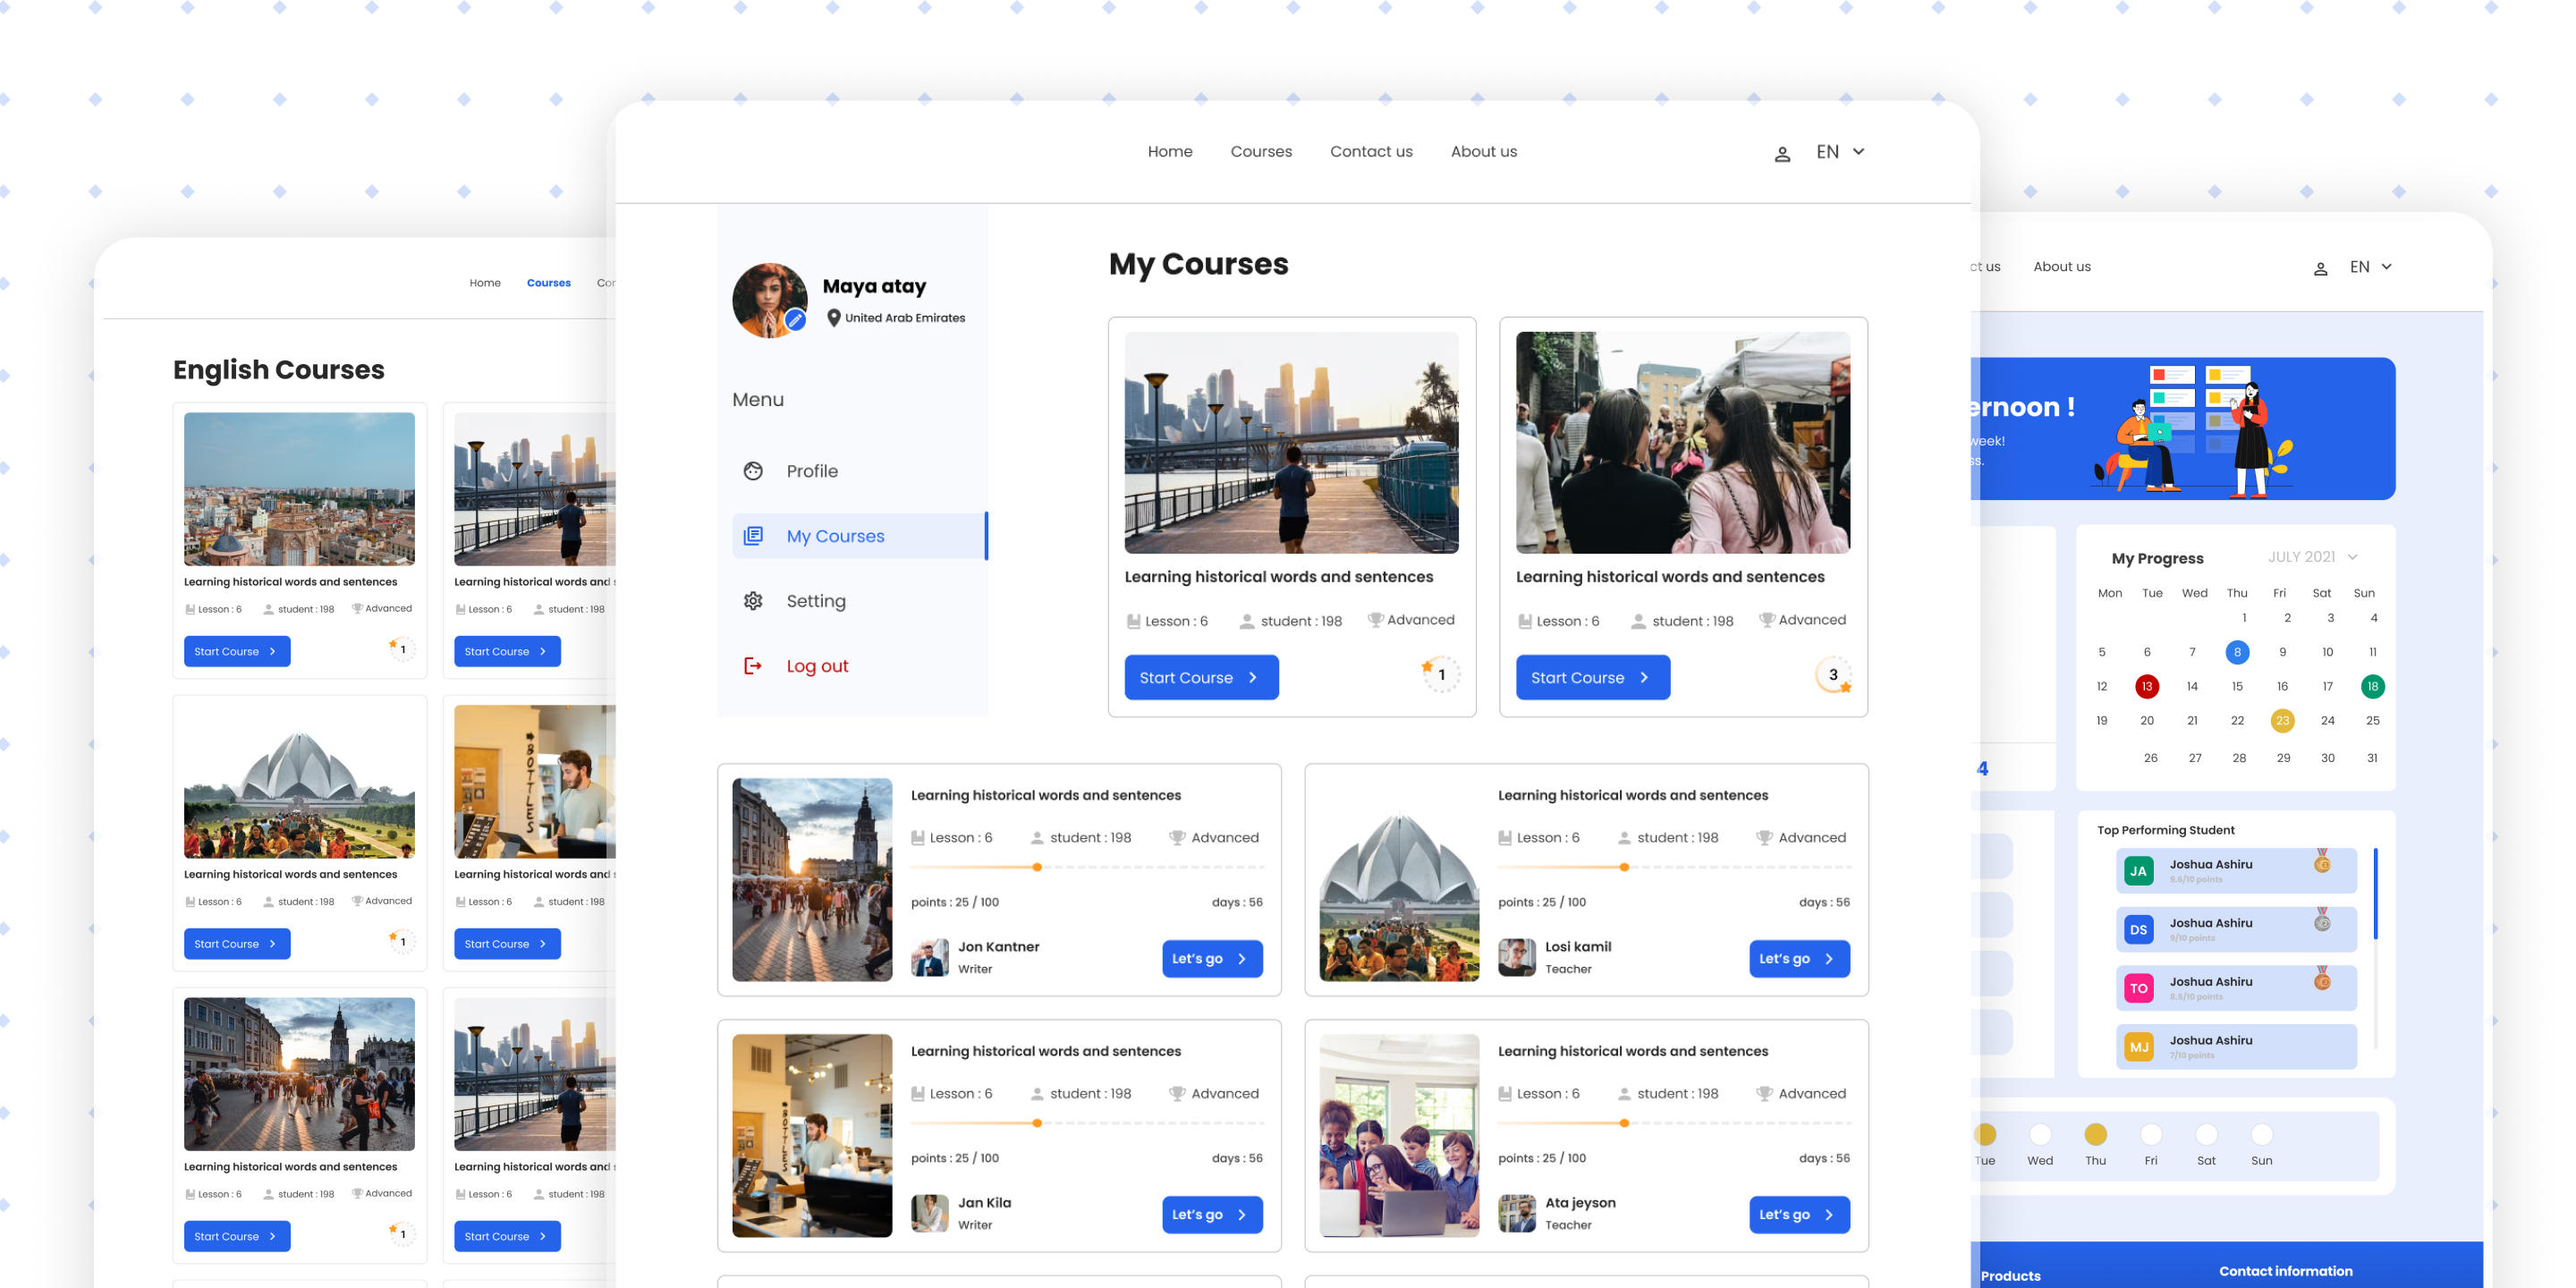 Home Courses Contact us About us EN
Maya atay
United Arab Emirates
Menu
Profile
My Courses
Setting
Log out
My Courses
Learning historical words and sentences
Lesson : 6 student : 198 Advanced
Start Course 1
Learning historical words and sentences
Lesson : 6 student : 198 Advanced
Start Course 3
Learning historical words and sentences
Lesson : 6 student : 198 Advanced
points : 25 / 100 days : 56
Jon Kantner
Writer
Let's go
Learning historical words and sentences
Lesson : 6 student : 198 Advanced
points : 25 / 100 days : 56
Losi kamil
Teacher
Let's go
BOTTLES
Learning historical words and sentences
Lesson : 6 student : 198 Advanced
points : 25 / 100 days : 56
Jan Kila
Writer
Let's go
Learning historical words and sentences
Lesson : 6 student : 198 Advanced
points : 25 / 100 days : 56
Ata jeyson
Teacher
Let's go
Home Courses
English Courses
Learning historical words and sentences
Lesson : 6 student : 198 Advanced
Start Course 1
Learning historical words and
Lesson : 6 student : 198
Start Course
Learning historical words and sentences
Lesson : 6 student : 198 Advanced
Start Course 1
BOTTLES
Learning historical words and
Lesson : 6 student : 198
Start Course
Learning historical words and sentences
Lesson : 6 student : 198 Advanced
Start Course 1
Learning historical words and
Lesson : 6 student : 198
Start Course
ct us About us EN
ernoon !
week!
ss.
4
My Progress JULY 2021
Mon Tue Wed Thu Fri Sat Sun
1 2 3 4
5 6 7 8 9 10 11
12 13 14 15 16 17 18
19 20 21 22 23 24 25
26 27 28 29 30 31
Top Performing Student
JA Joshua Ashiru
9.6/10 points
DS Joshua Ashiru
9/10 points
TO Joshua Ashiru
8.5/10 points
MJ Joshua Ashiru
7/10 points
Tue Wed Thu Fri Sat Sun
Products
Contact information